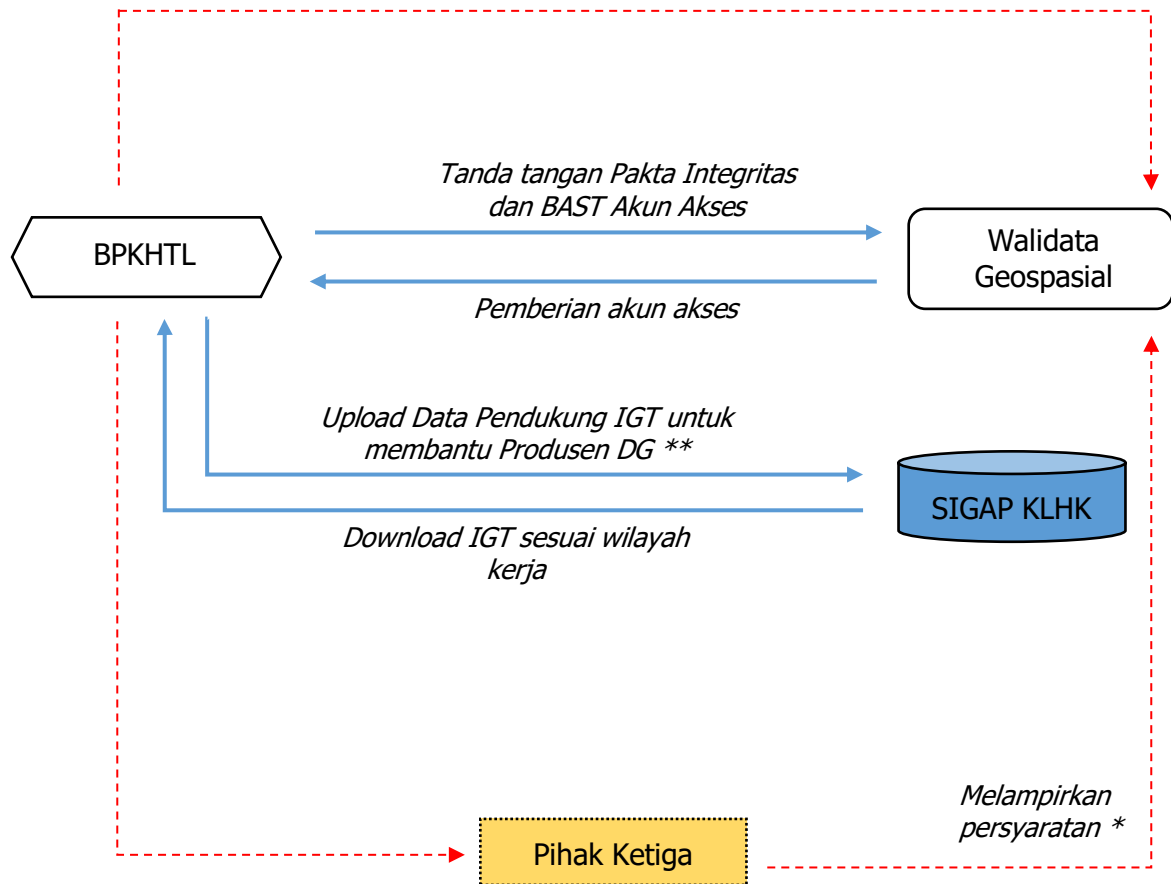 Tanda tangan Pakta Integritas
dan BAST Akun Akses
BPKHTL
Walidata
Geospasial
Pemberian akun akses
Upload Data Pendukung IGT untuk
membantu Produsen DG **
SIGAP KLHK
Download IGT sesuai wilayah
kerja
Melampirkan
persyaratan *
Pihak Ketiga